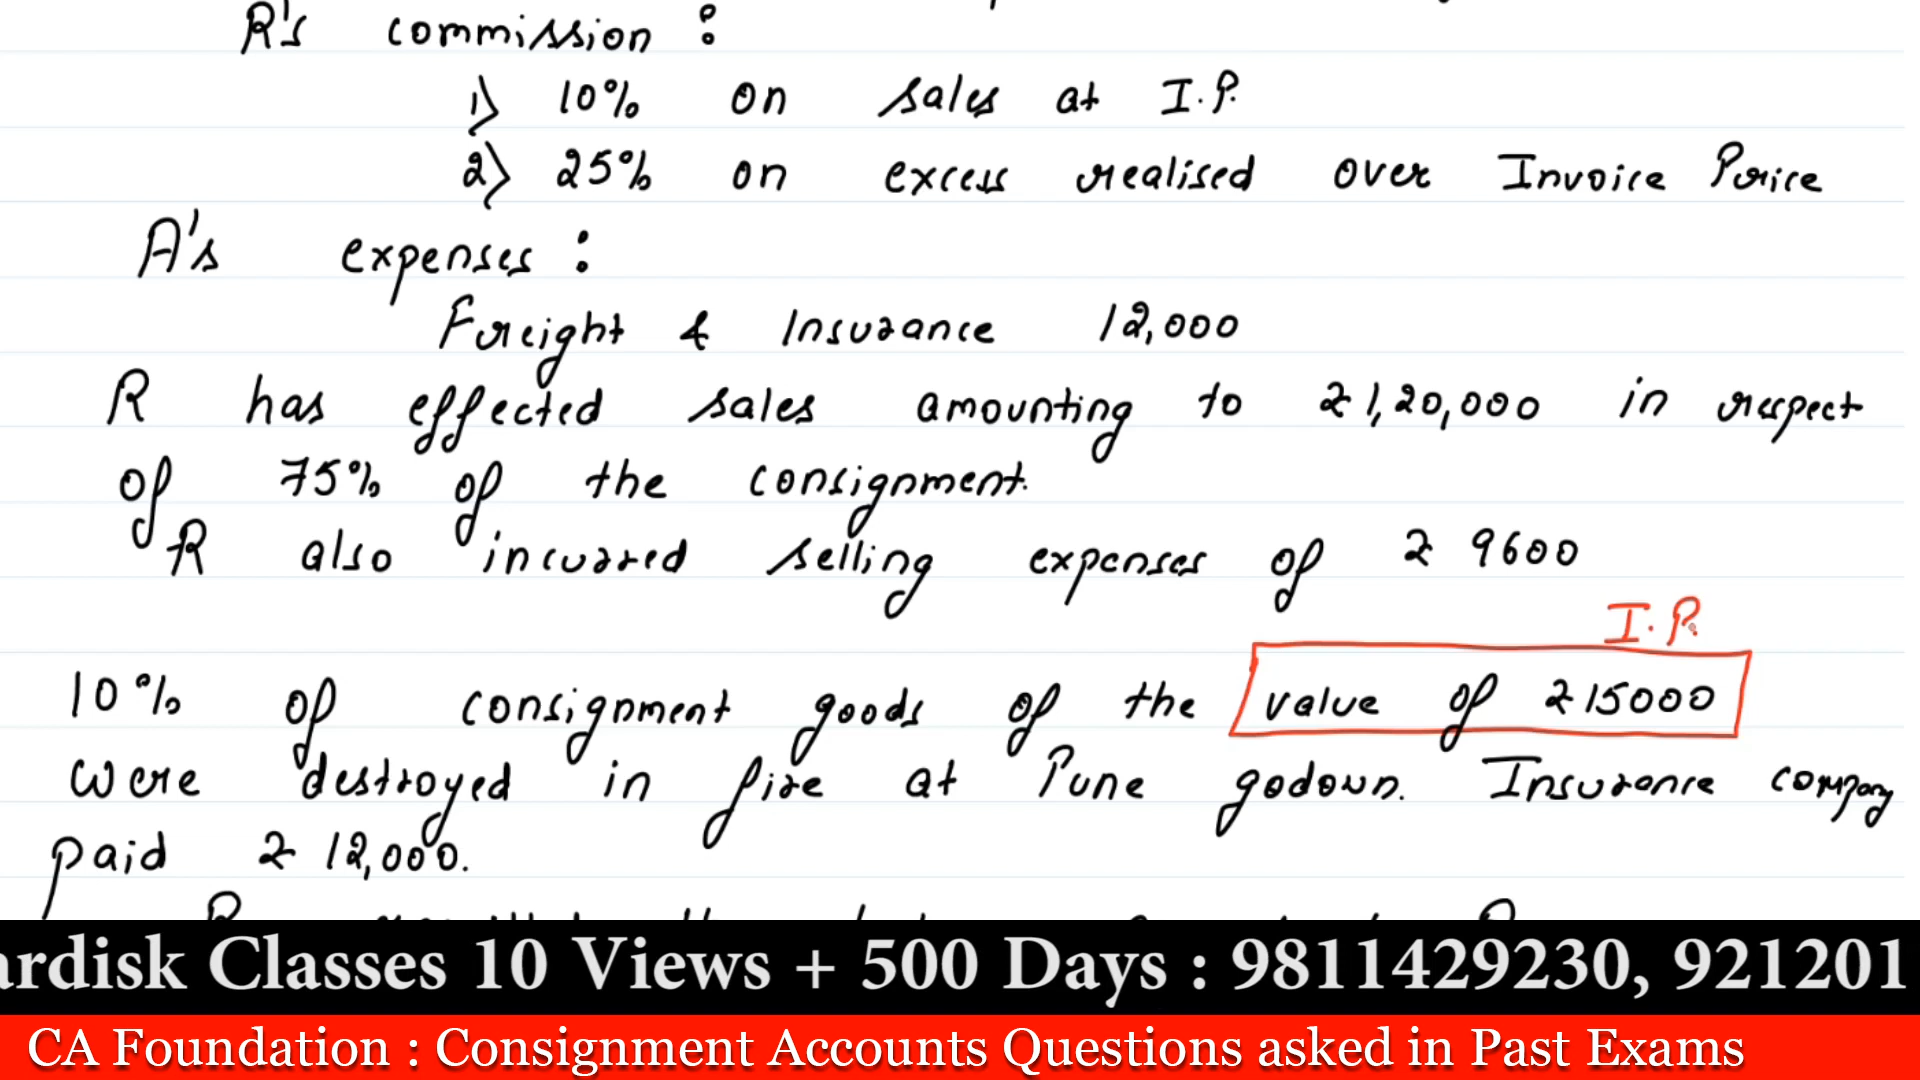 R's commission :
1) 10% on sales at I.P.
2) 25% on excess realised over Invoice Price
A's expenses :
Freight & Insurance 12,000
R has effected sales amounting to ₹ 1,20,000 in respect
of 75% of the consignment.
R also incurred selling expenses of ₹ 9600
I.P.
10% of consignment goods of the value of ₹ 15000
were destroyed in fire at Pune godown. Insurance company
paid ₹ 12,000.
ardisk Classes 10 Views + 500 Days : 9811429230, 921201
CA Foundation : Consignment Accounts Questions asked in Past Exams